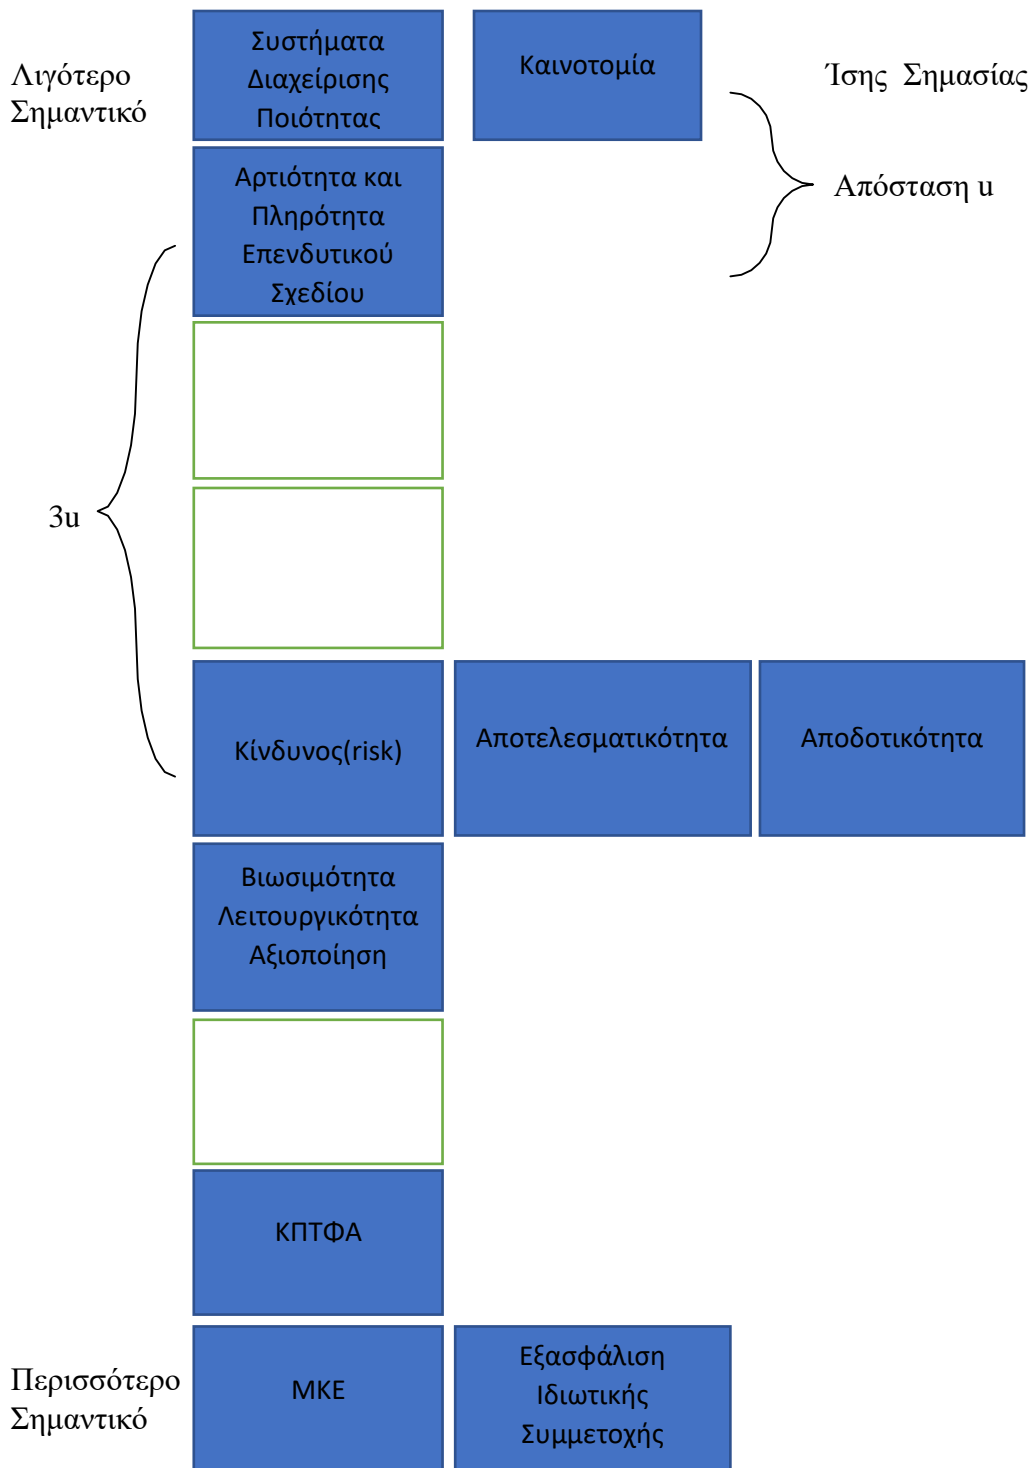 Λιγότερο
Σημαντικό
Συστήματα
Διαχείρισης
Ποιότητας
Καινοτομία
Ίσης Σημασίας
Απόσταση u
Αρτιότητα και
Πληρότητα
Επενδυτικού
Σχεδίου
3u
Κίνδυνος(risk)
Αποτελεσματικότητα
Αποδοτικότητα
Βιωσιμότητα
Λειτουργικότητα
Αξιοποίηση
ΚΠΤΦΑ
Περισσότερο
Σημαντικό
ΜΚΕ
Εξασφάλιση
Ιδιωτικής
Συμμετοχής